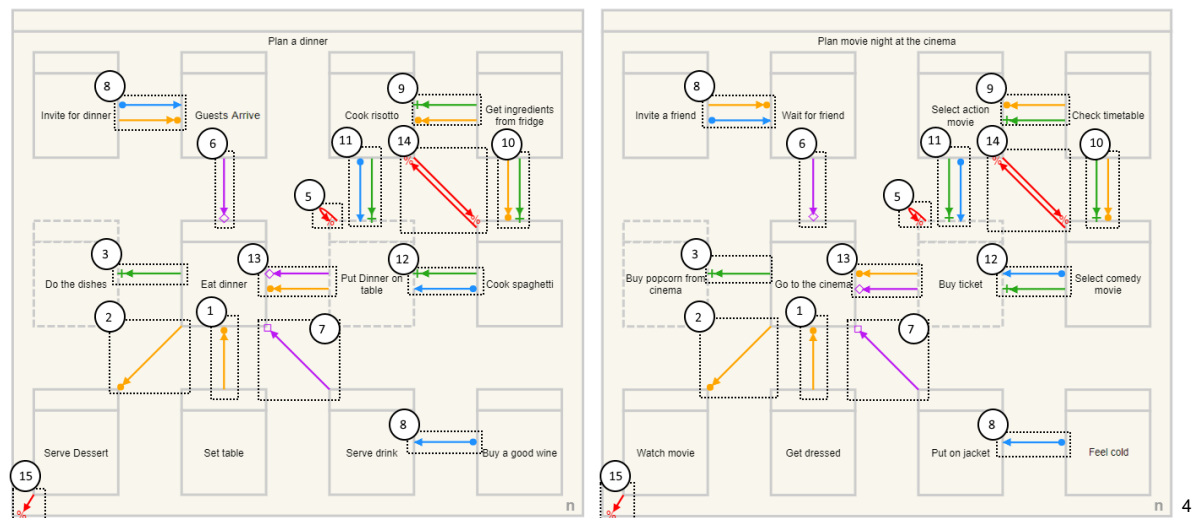 Plan a dinner
8
9
Invite for dinner
Guests Arrive
Cook risotto
Get ingredients
from fridge
6
11
14
10
%
5
%
%
3
13
12
Do the dishes
Eat dinner
Put Dinner on
table
Cook spaghetti
2
1
7
8
Serve Dessert
Set table
Serve drink
Buy a good wine
15
%
n
Plan movie night at the cinema
8
9
Invite a friend
Wait for friend
Select action
movie
Check timetable
6
11
14
10
%
5
%
%
3
13
12
Buy popcorn from
cinema
Go to the cinema
Buy ticket
Select comedy
movie
2
1
7
8
Watch movie
Get dressed
Put on jacket
Feel cold
15
%
n
4